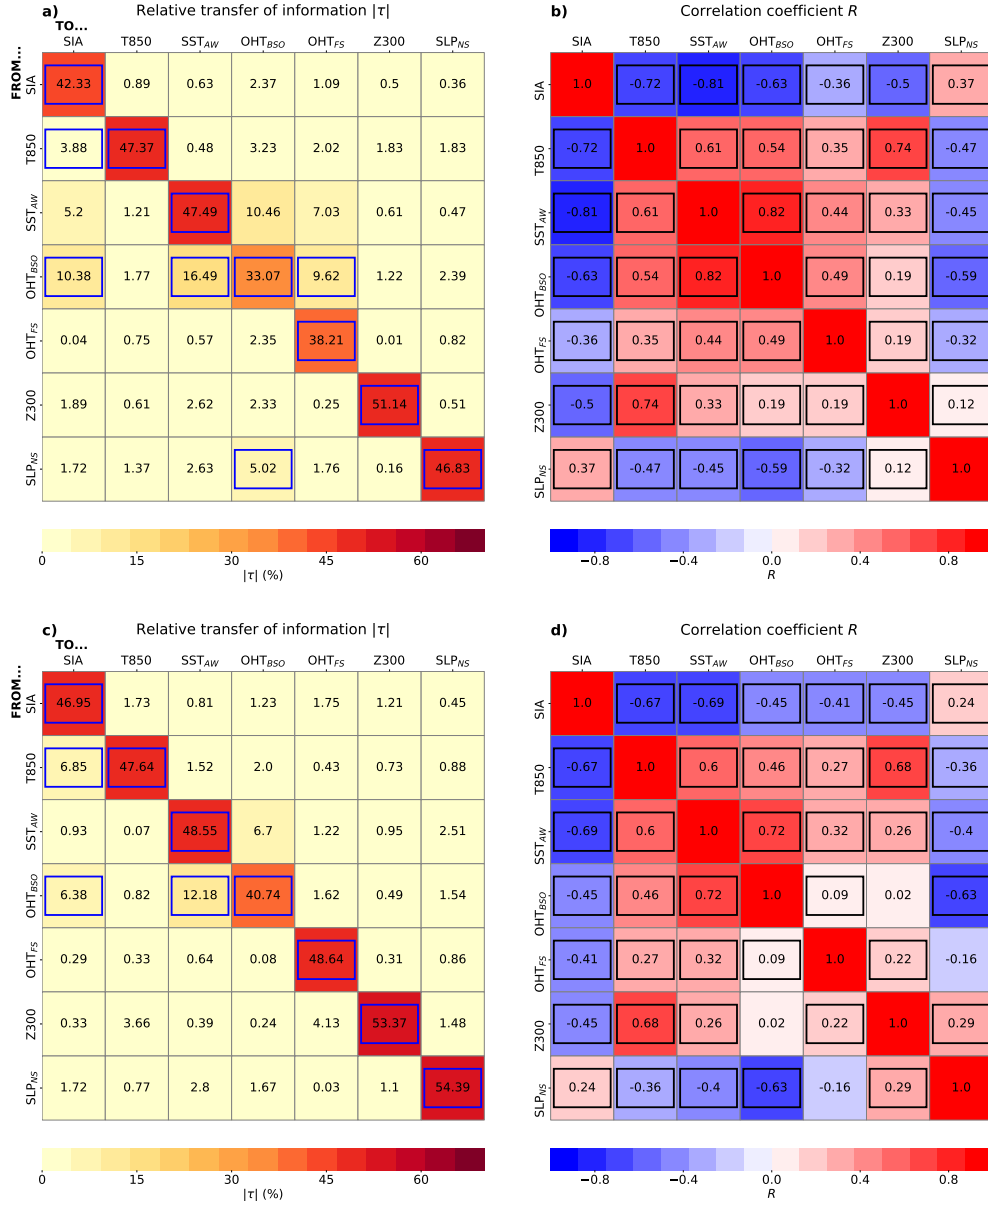 a) Relative transfer of information |τ|
TO...
SIA T850 SST_AW OHT_BSO OHT_FS Z300 SLP_NS
FROM...
SIA 42.33 0.89 0.63 2.37 1.09 0.5 0.36
T850 3.88 47.37 0.48 3.23 2.02 1.83 1.83
SST_AW 5.2 1.21 47.49 10.46 7.03 0.61 0.47
OHT_BSO 10.38 1.77 16.49 33.07 9.62 1.22 2.39
OHT_FS 0.04 0.75 0.57 2.35 38.21 0.01 0.82
Z300 1.89 0.61 2.62 2.33 0.25 51.14 0.51
SLP_NS 1.72 1.37 2.63 5.02 1.76 0.16 46.83
0 15 30 45 60
|τ| (%)
b) Correlation coefficient R
SIA T850 SST_AW OHT_BSO OHT_FS Z300 SLP_NS
SIA 1.0 -0.72 -0.81 -0.63 -0.36 -0.5 0.37
T850 -0.72 1.0 0.61 0.54 0.35 0.74 -0.47
SST_AW -0.81 0.61 1.0 0.82 0.44 0.33 -0.45
OHT_BSO -0.63 0.54 0.82 1.0 0.49 0.19 -0.59
OHT_FS -0.36 0.35 0.44 0.49 1.0 0.19 -0.32
Z300 -0.5 0.74 0.33 0.19 0.19 1.0 0.12
SLP_NS 0.37 -0.47 -0.45 -0.59 -0.32 0.12 1.0
−0.8 −0.4 0.0 0.4 0.8
R
c) Relative transfer of information |τ|
TO...
SIA T850 SST_AW OHT_BSO OHT_FS Z300 SLP_NS
FROM...
SIA 46.95 1.73 0.81 1.23 1.75 1.21 0.45
T850 6.85 47.64 1.52 2.0 0.43 0.73 0.88
SST_AW 0.93 0.07 48.55 6.7 1.22 0.95 2.51
OHT_BSO 6.38 0.82 12.18 40.74 1.62 0.49 1.54
OHT_FS 0.29 0.33 0.64 0.08 48.64 0.31 0.86
Z300 0.33 3.66 0.39 0.24 4.13 53.37 1.48
SLP_NS 1.72 0.77 2.8 1.67 0.03 1.1 54.39
0 15 30 45 60
|τ| (%)
d) Correlation coefficient R
SIA T850 SST_AW OHT_BSO OHT_FS Z300 SLP_NS
SIA 1.0 -0.67 -0.69 -0.45 -0.41 -0.45 0.24
T850 -0.67 1.0 0.6 0.46 0.27 0.68 -0.36
SST_AW -0.69 0.6 1.0 0.72 0.32 0.26 -0.4
OHT_BSO -0.45 0.46 0.72 1.0 0.09 0.02 -0.63
OHT_FS -0.41 0.27 0.32 0.09 1.0 0.22 -0.16
Z300 -0.45 0.68 0.26 0.02 0.22 1.0 0.29
SLP_NS 0.24 -0.36 -0.4 -0.63 -0.16 0.29 1.0
−0.8 −0.4 0.0 0.4 0.8
R